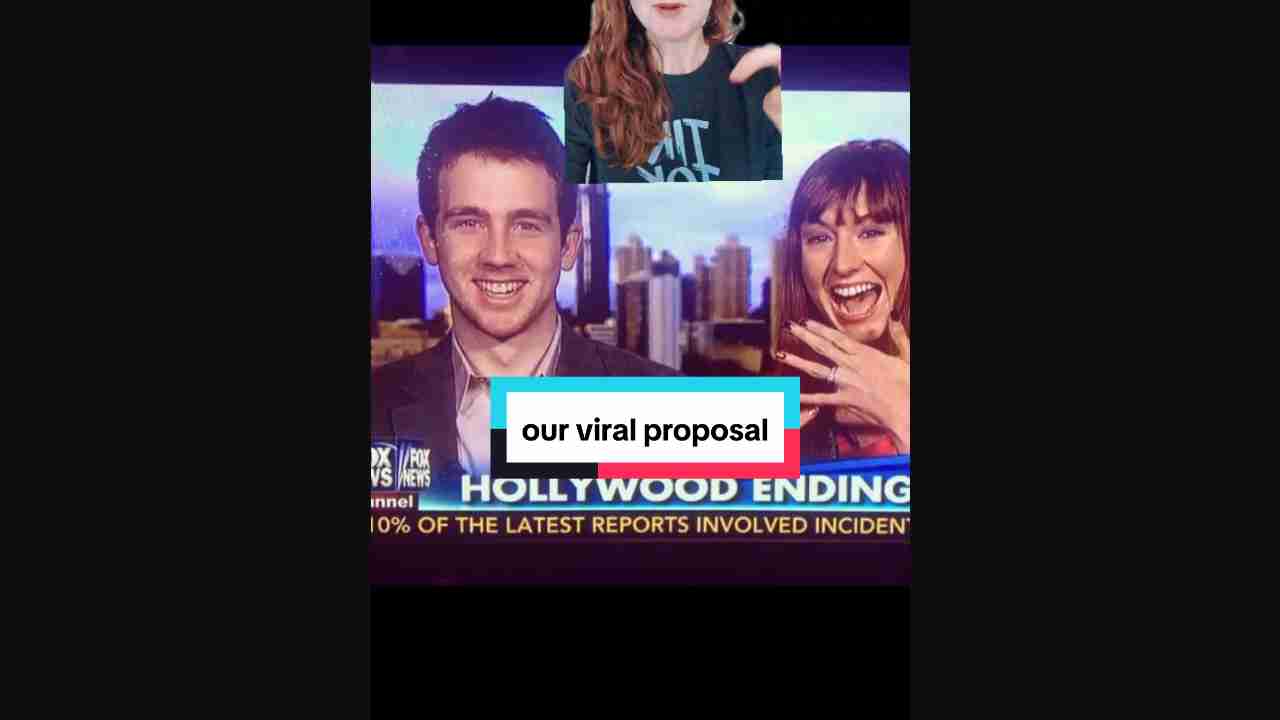 TIK
TOK
our viral proposal
FOX
NEWS
nnel
HOLLYWOOD ENDING
10% OF THE LATEST REPORTS INVOLVED INCIDENT